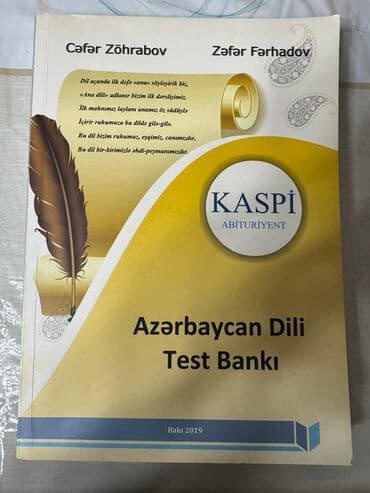 Cəfər Zöhrabov Zəfər Fərhadov
Dil açanda ilk dəfə «ana» söyləyirik biz,
«Ana dili» adlanır bizim ilk dərsliyimiz.
İlk mahnımız laylanı anamız öz südüylə
İçirir ruhumuza bu dildə gilə-gilə.
Bu dil bizim ruhumuz, eşqimiz, canımızdır,
Bu dil bir-birimizlə əhdi-peymanımızdır.
KASPİ
ABİTURİYENT
Azərbaycan Dili
Test Bankı
Bakı 2019